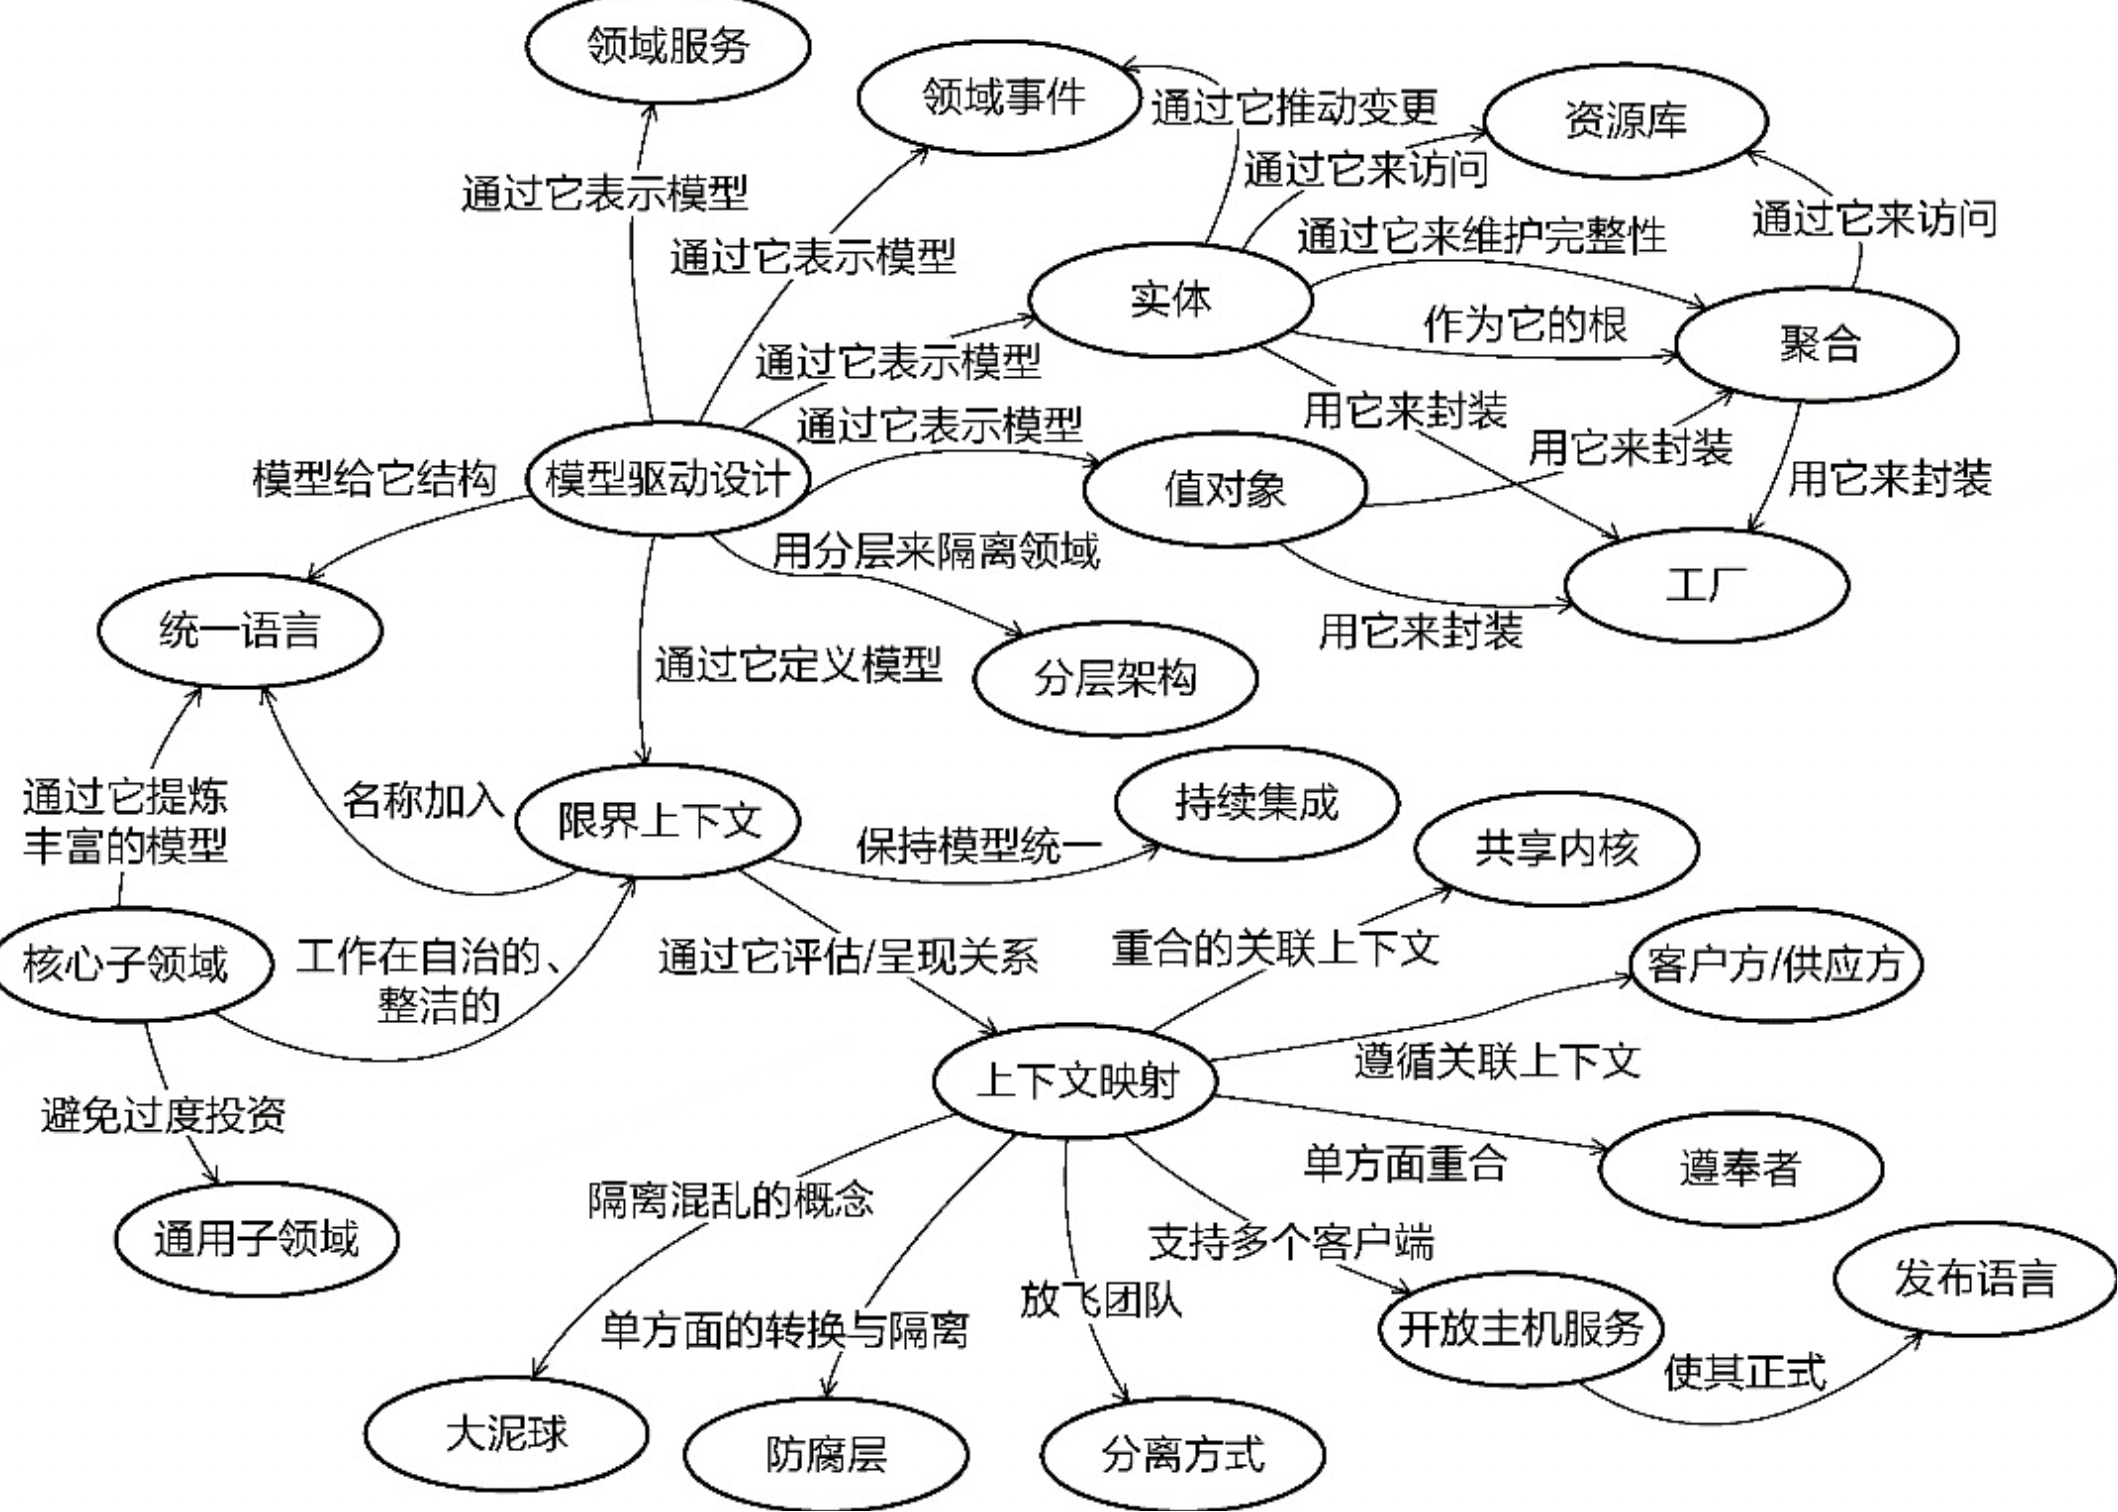 领域服务
领域事件
通过它推动变更
资源库
通过它来访问
通过它表示模型
通过它来访问
通过它来维护完整性
通过它表示模型
实体
作为它的根
聚合
通过它表示模型
用它来封装
通过它表示模型
用它来封装
模型给它结构
模型驱动设计
值对象
用它来封装
用分层来隔离领域
工厂
统一语言
用它来封装
通过它定义模型
分层架构
通过它提炼
丰富的模型
名称加入
限界上下文
持续集成
保持模型统一
共享内核
核心子领域
工作在自治的、
整洁的
通过它评估/呈现关系
重合的关联上下文
客户方/供应方
上下文映射
遵循关联上下文
避免过度投资
单方面重合
遵奉者
隔离混乱的概念
通用子领域
支持多个客户端
发布语言
放飞团队
单方面的转换与隔离
开放主机服务
使其正式
大泥球
防腐层
分离方式